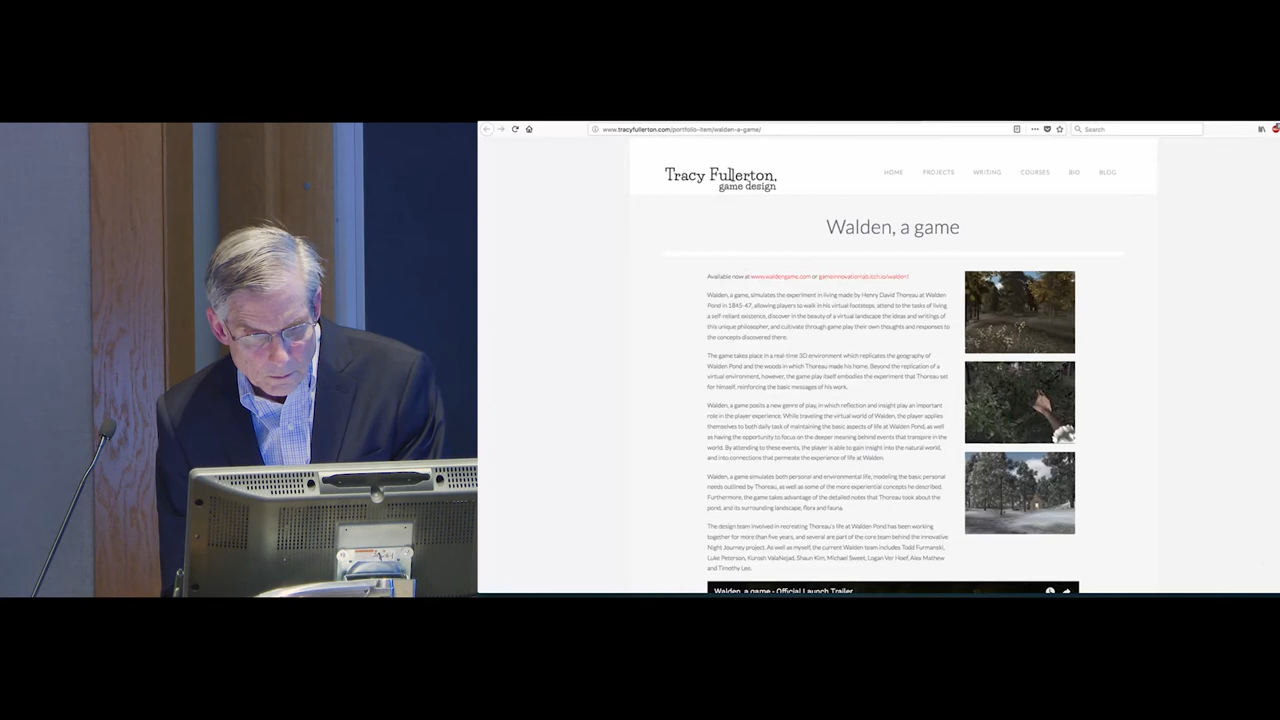 www.tracyfullerton.com/portfolio-item/walden-a-game/
Search
Tracy Fullerton,
game design
HOME PROJECTS WRITING COURSES BIO BLOG
Walden, a game
Available now at www.waldengame.com or gameinnovationlab.itch.io/walden!
Walden, a game, simulates the experiment in living made by Henry David Thoreau at Walden
Pond in 1845-47, allowing players to walk in his virtual footsteps, attend to the tasks of living
a self-reliant existence, discover in the beauty of a virtual landscape the ideas and writings of
this unique philosopher, and cultivate through game play their own thoughts and responses to
the concepts discovered there.
The game takes place in a real-time 3D environment which replicates the geography of
Walden Pond and the woods in which Thoreau made his home. Beyond the replication of a
virtual environment, however, the game play itself embodies the experiment that Thoreau set
for himself, reinforcing the basic messages of his work.
Walden, a game posits a new genre of play, in which reflection and insight play an important
role in the player experience. While traveling the virtual world of Walden, the player applies
themselves to both daily task of maintaining the basic aspects of life at Walden Pond, as well
as having the opportunity to focus on the deeper meaning behind events that transpire in the
world. By attending to these events, the player is able to gain insight into the natural world,
and into connections that permeate the experience of life at Walden.
Walden, a game simulates both personal and environmental life, modeling the basic personal
needs outlined by Thoreau, as well as some of the more experiential concepts he described.
Furthermore, the game takes advantage of the detailed notes that Thoreau took about the
pond, and its surrounding landscape, flora and fauna.
The design team involved in recreating Thoreau's life at Walden Pond has been working
together for more than five years, and several are part of the core team behind the innovative
Night Journey project. As well as myself, the current Walden team includes Todd Furmanski,
Luke Peterson, Kurosh ValaNejad, Shaun Kim, Michael Sweet, Logan Ver Hoef, Alex Mathew
and Timothy Lee.
Walden, a game - Official Launch Trailer